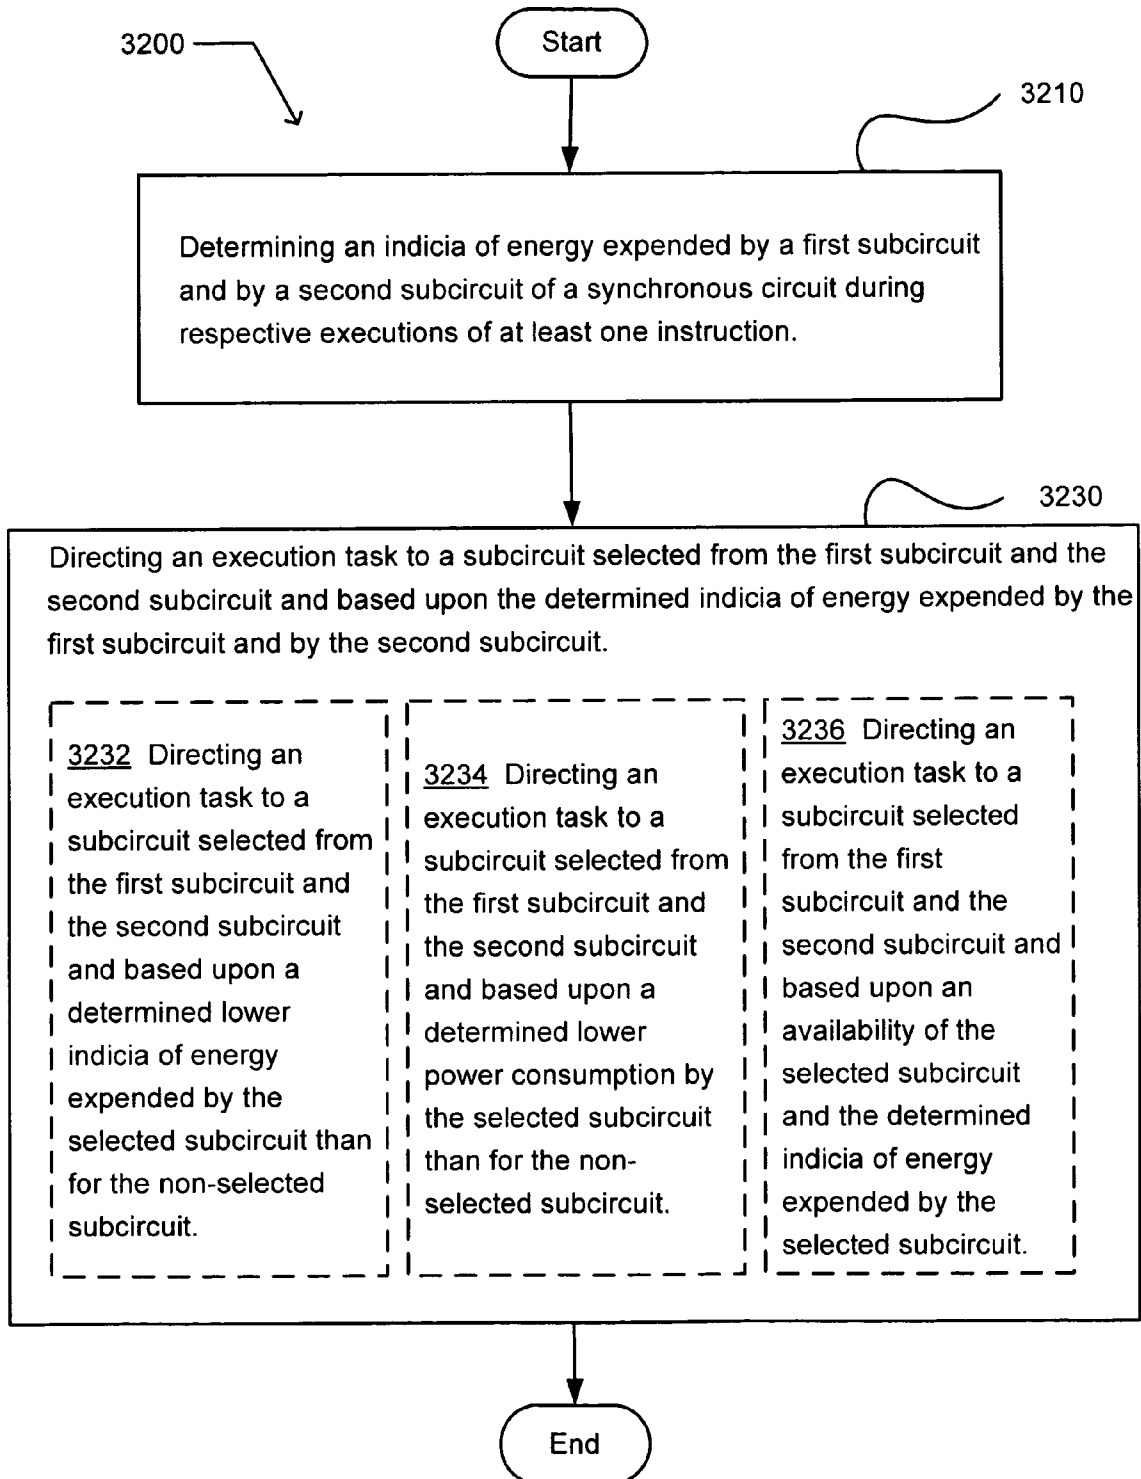 3200
Start
3210
Determining an indicia of energy expended by a first subcircuit
and by a second subcircuit of a synchronous circuit during
respective executions of at least one instruction.
3230
Directing an execution task to a subcircuit selected from the first subcircuit and the
second subcircuit and based upon the determined indicia of energy expended by the
first subcircuit and by the second subcircuit.
3232 Directing an
execution task to a
subcircuit selected from
the first subcircuit and
the second subcircuit
and based upon a
determined lower
indicia of energy
expended by the
selected subcircuit than
for the non-selected
subcircuit.
3234 Directing an
execution task to a
subcircuit selected from
the first subcircuit and
the second subcircuit
and based upon a
determined lower
power consumption by
the selected subcircuit
than for the non-
selected subcircuit.
3236 Directing an
execution task to a
subcircuit selected
from the first
subcircuit and the
second subcircuit and
based upon an
availability of the
selected subcircuit
and the determined
indicia of energy
expended by the
selected subcircuit.
End